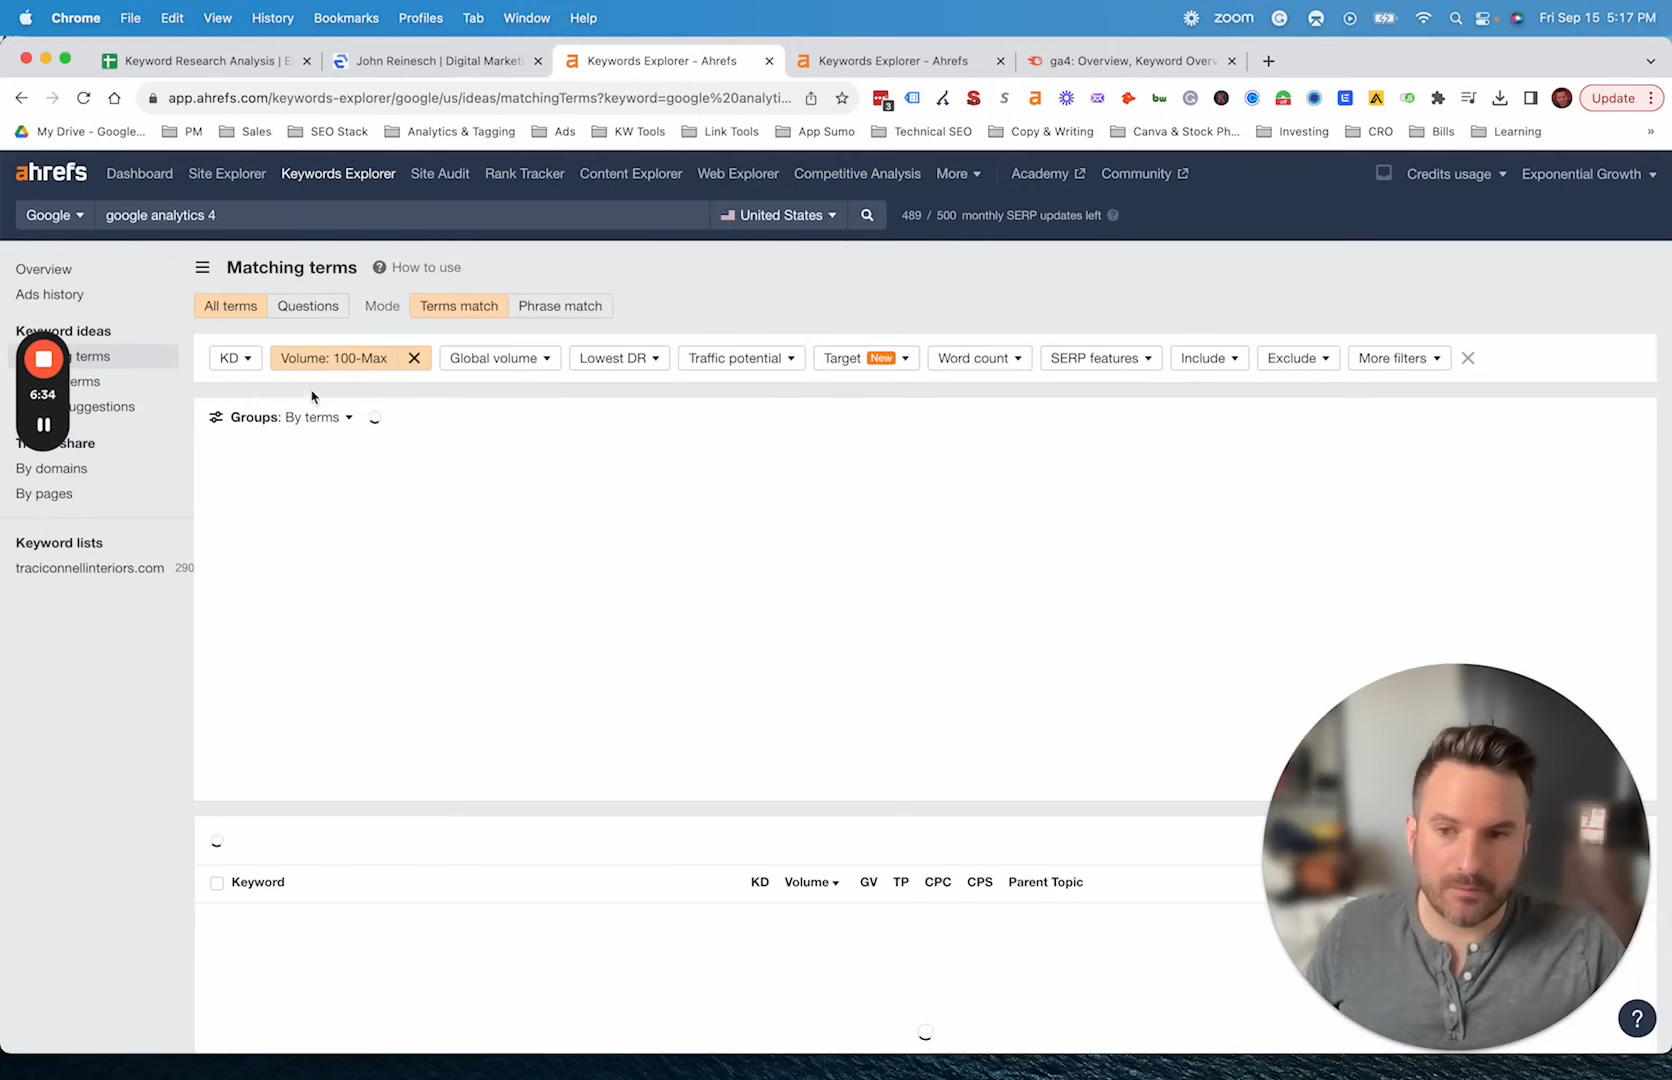 Chrome File Edit View History Bookmarks Profiles Tab Window Help zoom Fri Sep 15 5:17 PM
Keyword Research Analysis | E John Reinesch | Digital Marketi Keywords Explorer - Ahrefs Keywords Explorer - Ahrefs ga4: Overview, Keyword Overv
app.ahrefs.com/keywords-explorer/google/us/ideas/matchingTerms?keyword=google%20analyti... Update
My Drive - Google... PM Sales SEO Stack Analytics & Tagging Ads KW Tools Link Tools App Sumo Technical SEO Copy & Writing Canva & Stock Ph... Investing CRO Bills Learning »
ahrefs Dashboard Site Explorer Keywords Explorer Site Audit Rank Tracker Content Explorer Web Explorer Competitive Analysis More Academy Community Credits usage Exponential Growth
Google google analytics 4 United States 489 / 500 monthly SERP updates left ?
Overview
Ads history
Keyword ideas
terms
erms
uggestions
share
By domains
By pages
Keyword lists
traciconnellinteriors.com 290
6:34
Matching terms ? How to use
All terms Questions Mode Terms match Phrase match
KD Volume: 100-Max Global volume Lowest DR Traffic potential Target New Word count SERP features Include Exclude More filters
Groups: By terms
Keyword KD Volume GV TP CPC CPS Parent Topic
?